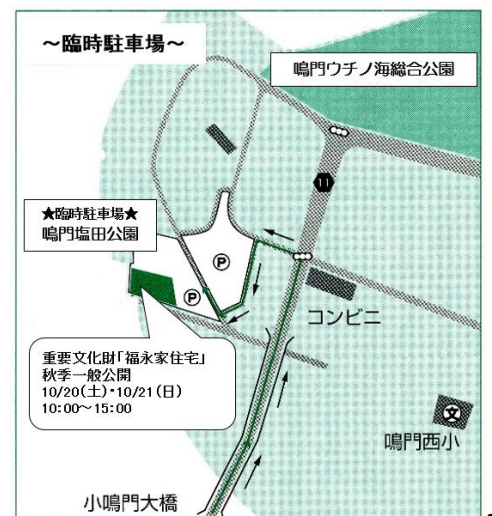 ～臨時駐車場～
鳴門ウチノ海総合公園
11
★臨時駐車場★
鳴門塩田公園
P
P
コンビニ
重要文化財「福永家住宅」
秋季一般公開
10/20(土)・10/21(日)
10:00～15:00
文
鳴門西小
小鳴門大橋